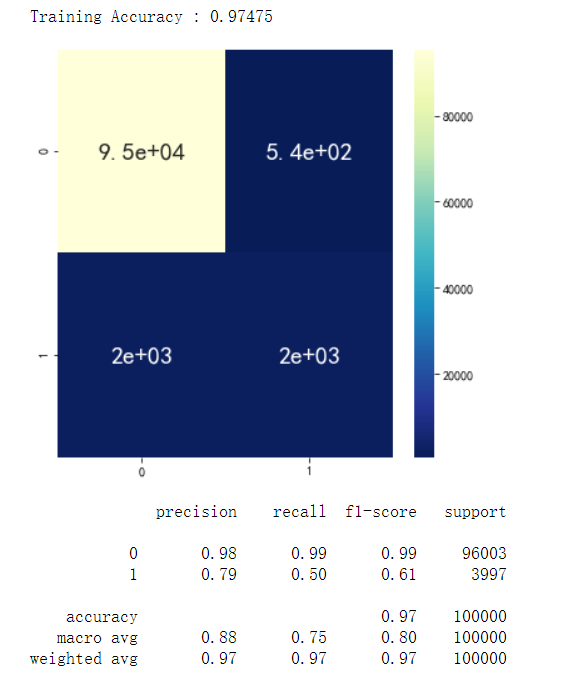 Training Accuracy : 0.97475
9.5e+04 5.4e+02
80000
60000
40000
20000
0
2e+03 2e+03
1
0 1
precision recall f1-score support
0 0.98 0.99 0.99 96003
1 0.79 0.50 0.61 3997
accuracy 0.97 100000
macro avg 0.88 0.75 0.80 100000
weighted avg 0.97 0.97 0.97 100000